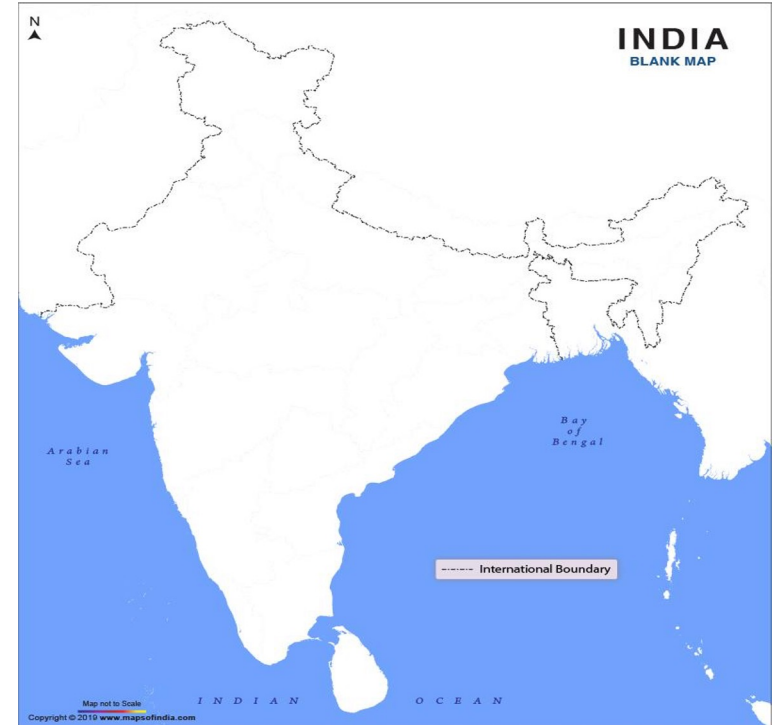 N
INDIA
BLANK MAP
Arabian
Sea
Bay
of
Bengal
International Boundary
INDIAN OCEAN
Map not to Scale
Copyright © 2019 www.mapsofindia.com